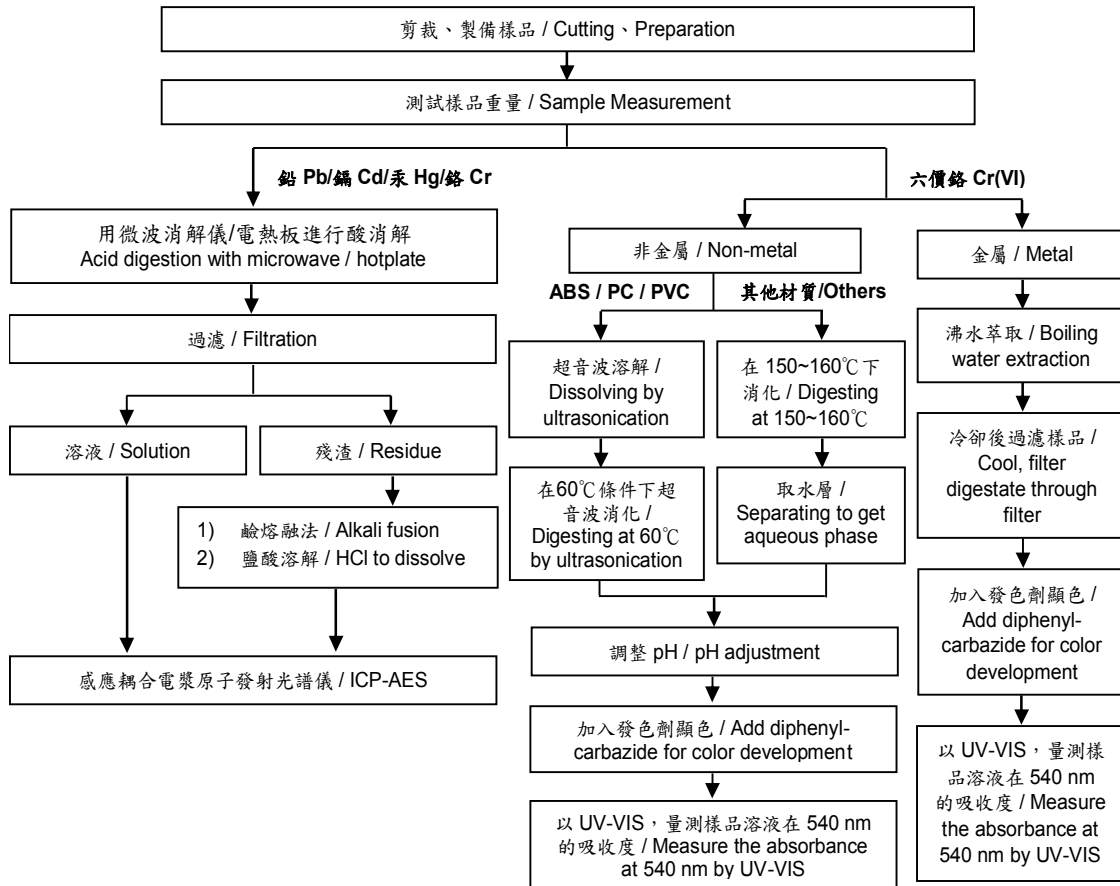 剪裁、製備樣品 / Cutting、Preparation
測試樣品重量 / Sample Measurement
鉛 Pb/鎘 Cd/汞 Hg/鉻 Cr
六價鉻 Cr(VI)
用微波消解儀/電熱板進行酸消解
Acid digestion with microwave / hotplate
非金屬 / Non-metal
金屬 / Metal
ABS / PC / PVC
其他材質/Others
過濾 / Filtration
超音波溶解 /
Dissolving by
ultrasonication
在 150~160℃下
消化 / Digesting
at 150~160℃
沸水萃取 / Boiling
water extraction
溶液 / Solution
殘渣 / Residue
冷卻後過濾樣品 /
Cool, filter
digestate through
filter
在60℃條件下超
音波消化 /
Digesting at 60℃
by ultrasonication
取水層 /
Separating to get
aqueous phase
1) 鹼熔融法 / Alkali fusion
2) 鹽酸溶解 / HCl to dissolve
加入發色劑顯色 /
Add diphenyl-
carbazide for color
development
調整 pH / pH adjustment
感應耦合電漿原子發射光譜儀 / ICP-AES
加入發色劑顯色 / Add diphenyl-
carbazide for color development
以 UV-VIS，量測樣
品溶液在 540 nm
的吸收度 / Measure
the absorbance at
540 nm by UV-VIS
以 UV-VIS，量測樣品溶液在 540 nm
的吸收度 / Measure the absorbance
at 540 nm by UV-VIS